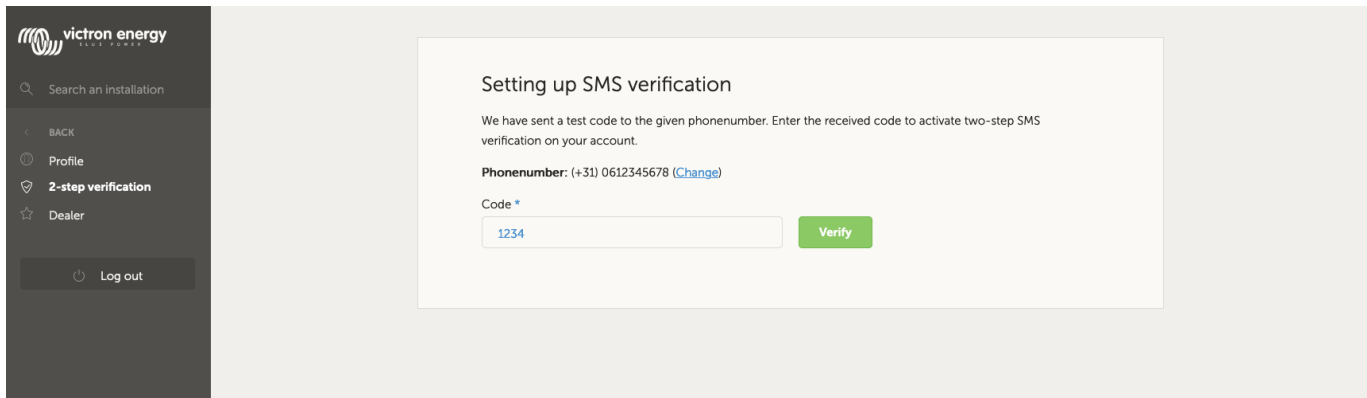 victron energy
BLUE POWER
Search an installation
BACK
Profile
2-step verification
Dealer
Log out
Setting up SMS verification
We have sent a test code to the given phonenumber. Enter the received code to activate two-step SMS
verification on your account.
Phonenumber: (+31) 0612345678 (Change)
Code *
1234
Verify